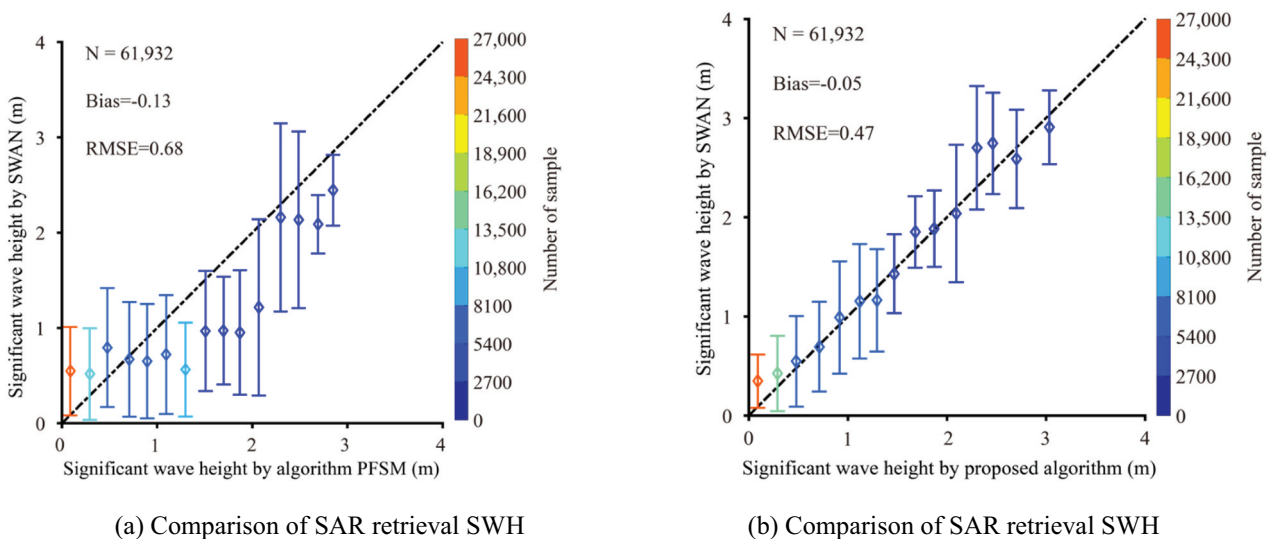 4
3
2
1
0
N = 61,932
Bias=-0.13
RMSE=0.68
Significant wave height by SWAN (m)
0 1 2 3 4
Significant wave height by algorithm PFSM (m)
27,000
24,300
21,600
18,900
16,200
13,500
10,800
8100
5400
2700
0
Number of sample
(a) Comparison of SAR retrieval SWH
4
3
2
1
0
N = 61,932
Bias=-0.05
RMSE=0.47
Significant wave height by SWAN (m)
0 1 2 3 4
Significant wave height by proposed algorithm (m)
27,000
24,300
21,600
18,900
16,200
13,500
10,800
8100
5400
2700
0
Number of sample
(b) Comparison of SAR retrieval SWH